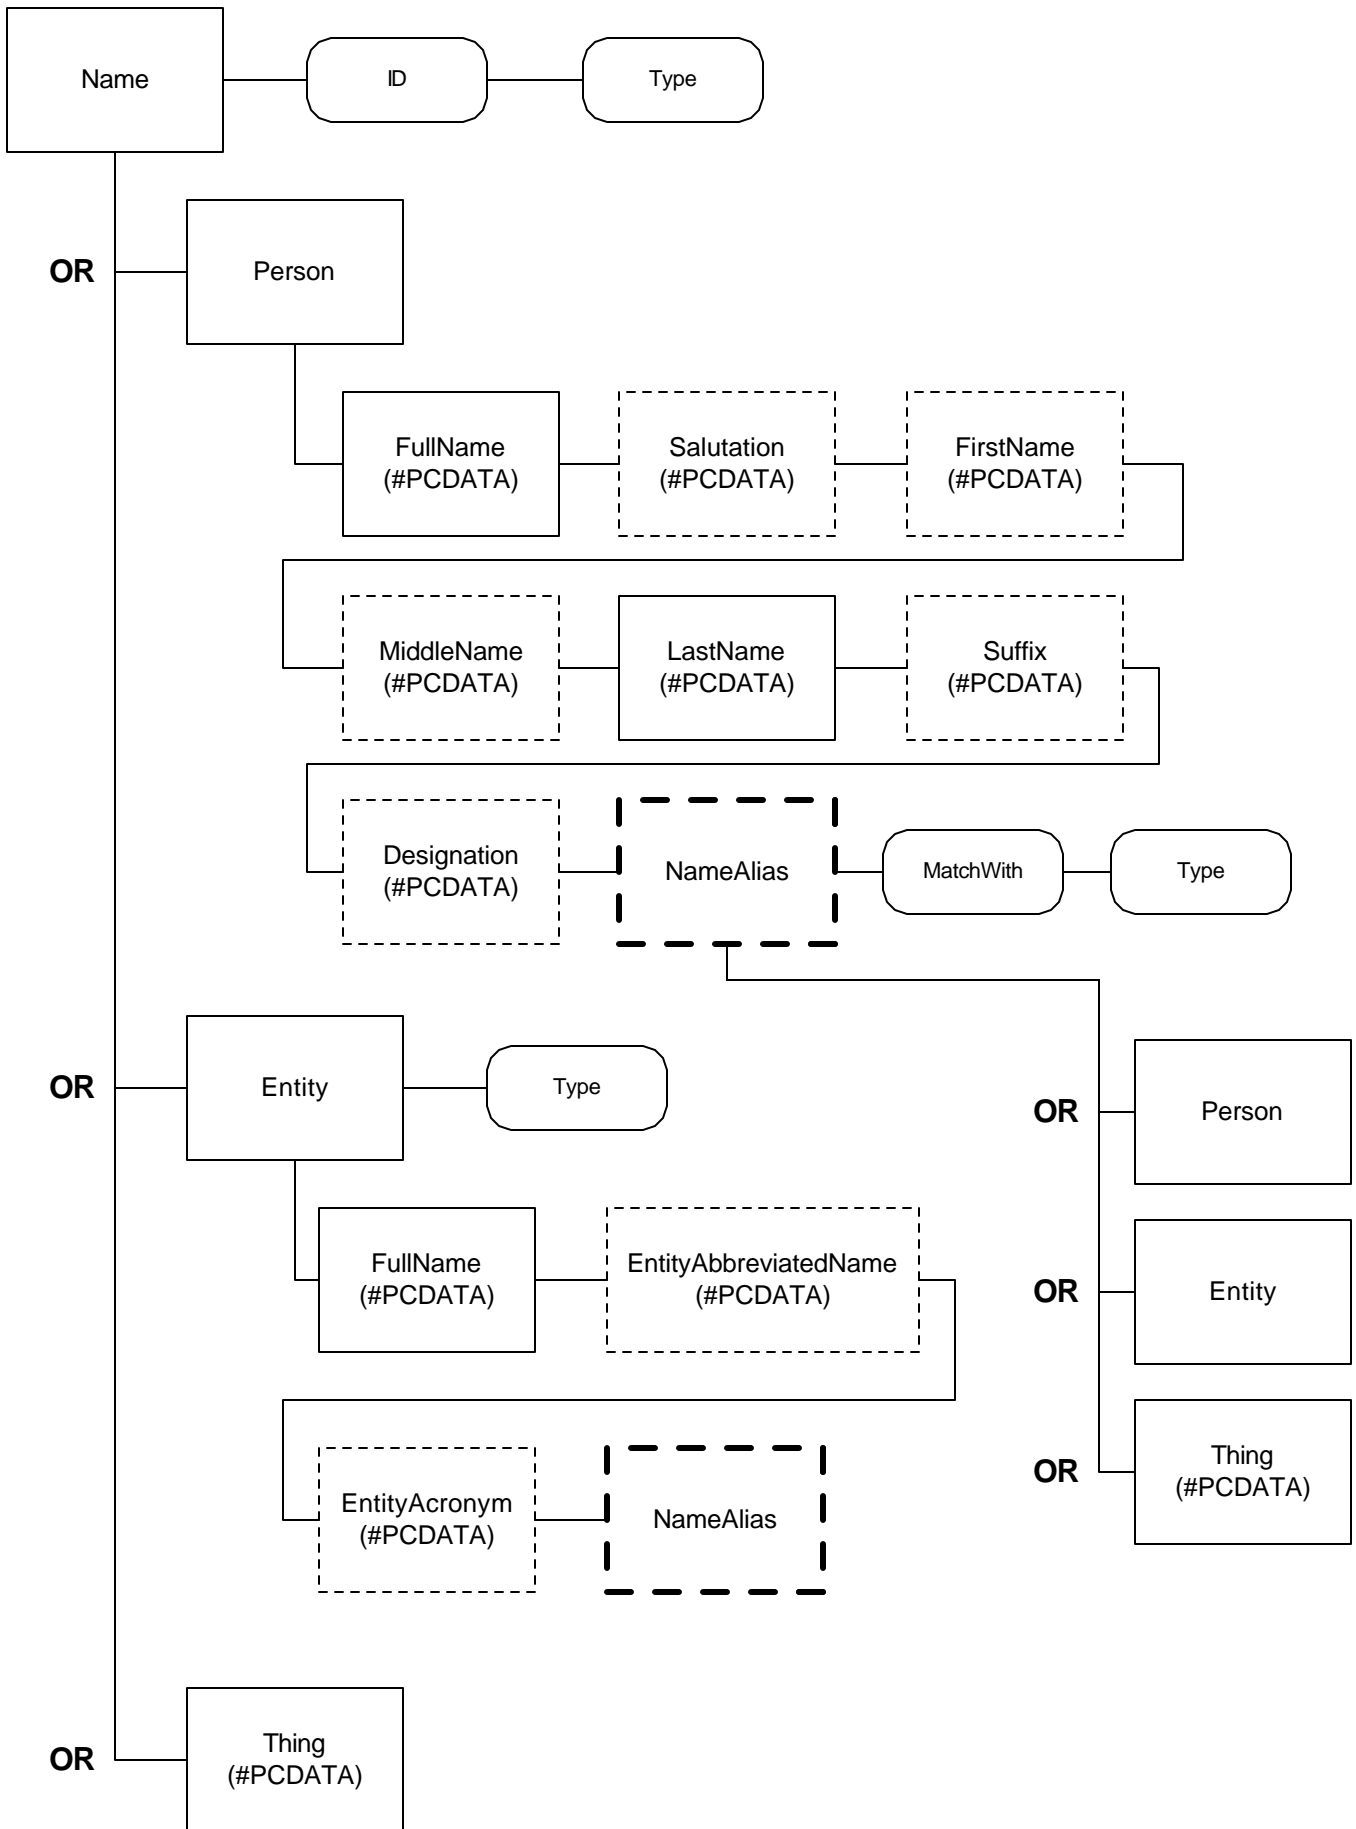 Name
ID
Type
OR
Person
FullName
(#PCDATA)
Salutation
(#PCDATA)
FirstName
(#PCDATA)
MiddleName
(#PCDATA)
LastName
(#PCDATA)
Suffix
(#PCDATA)
Designation
(#PCDATA)
NameAlias
MatchWith
Type
OR
Entity
Type
OR
Person
FullName
(#PCDATA)
EntityAbbreviatedName
(#PCDATA)
OR
Entity
EntityAcronym
(#PCDATA)
NameAlias
OR
Thing
(#PCDATA)
OR
Thing
(#PCDATA)